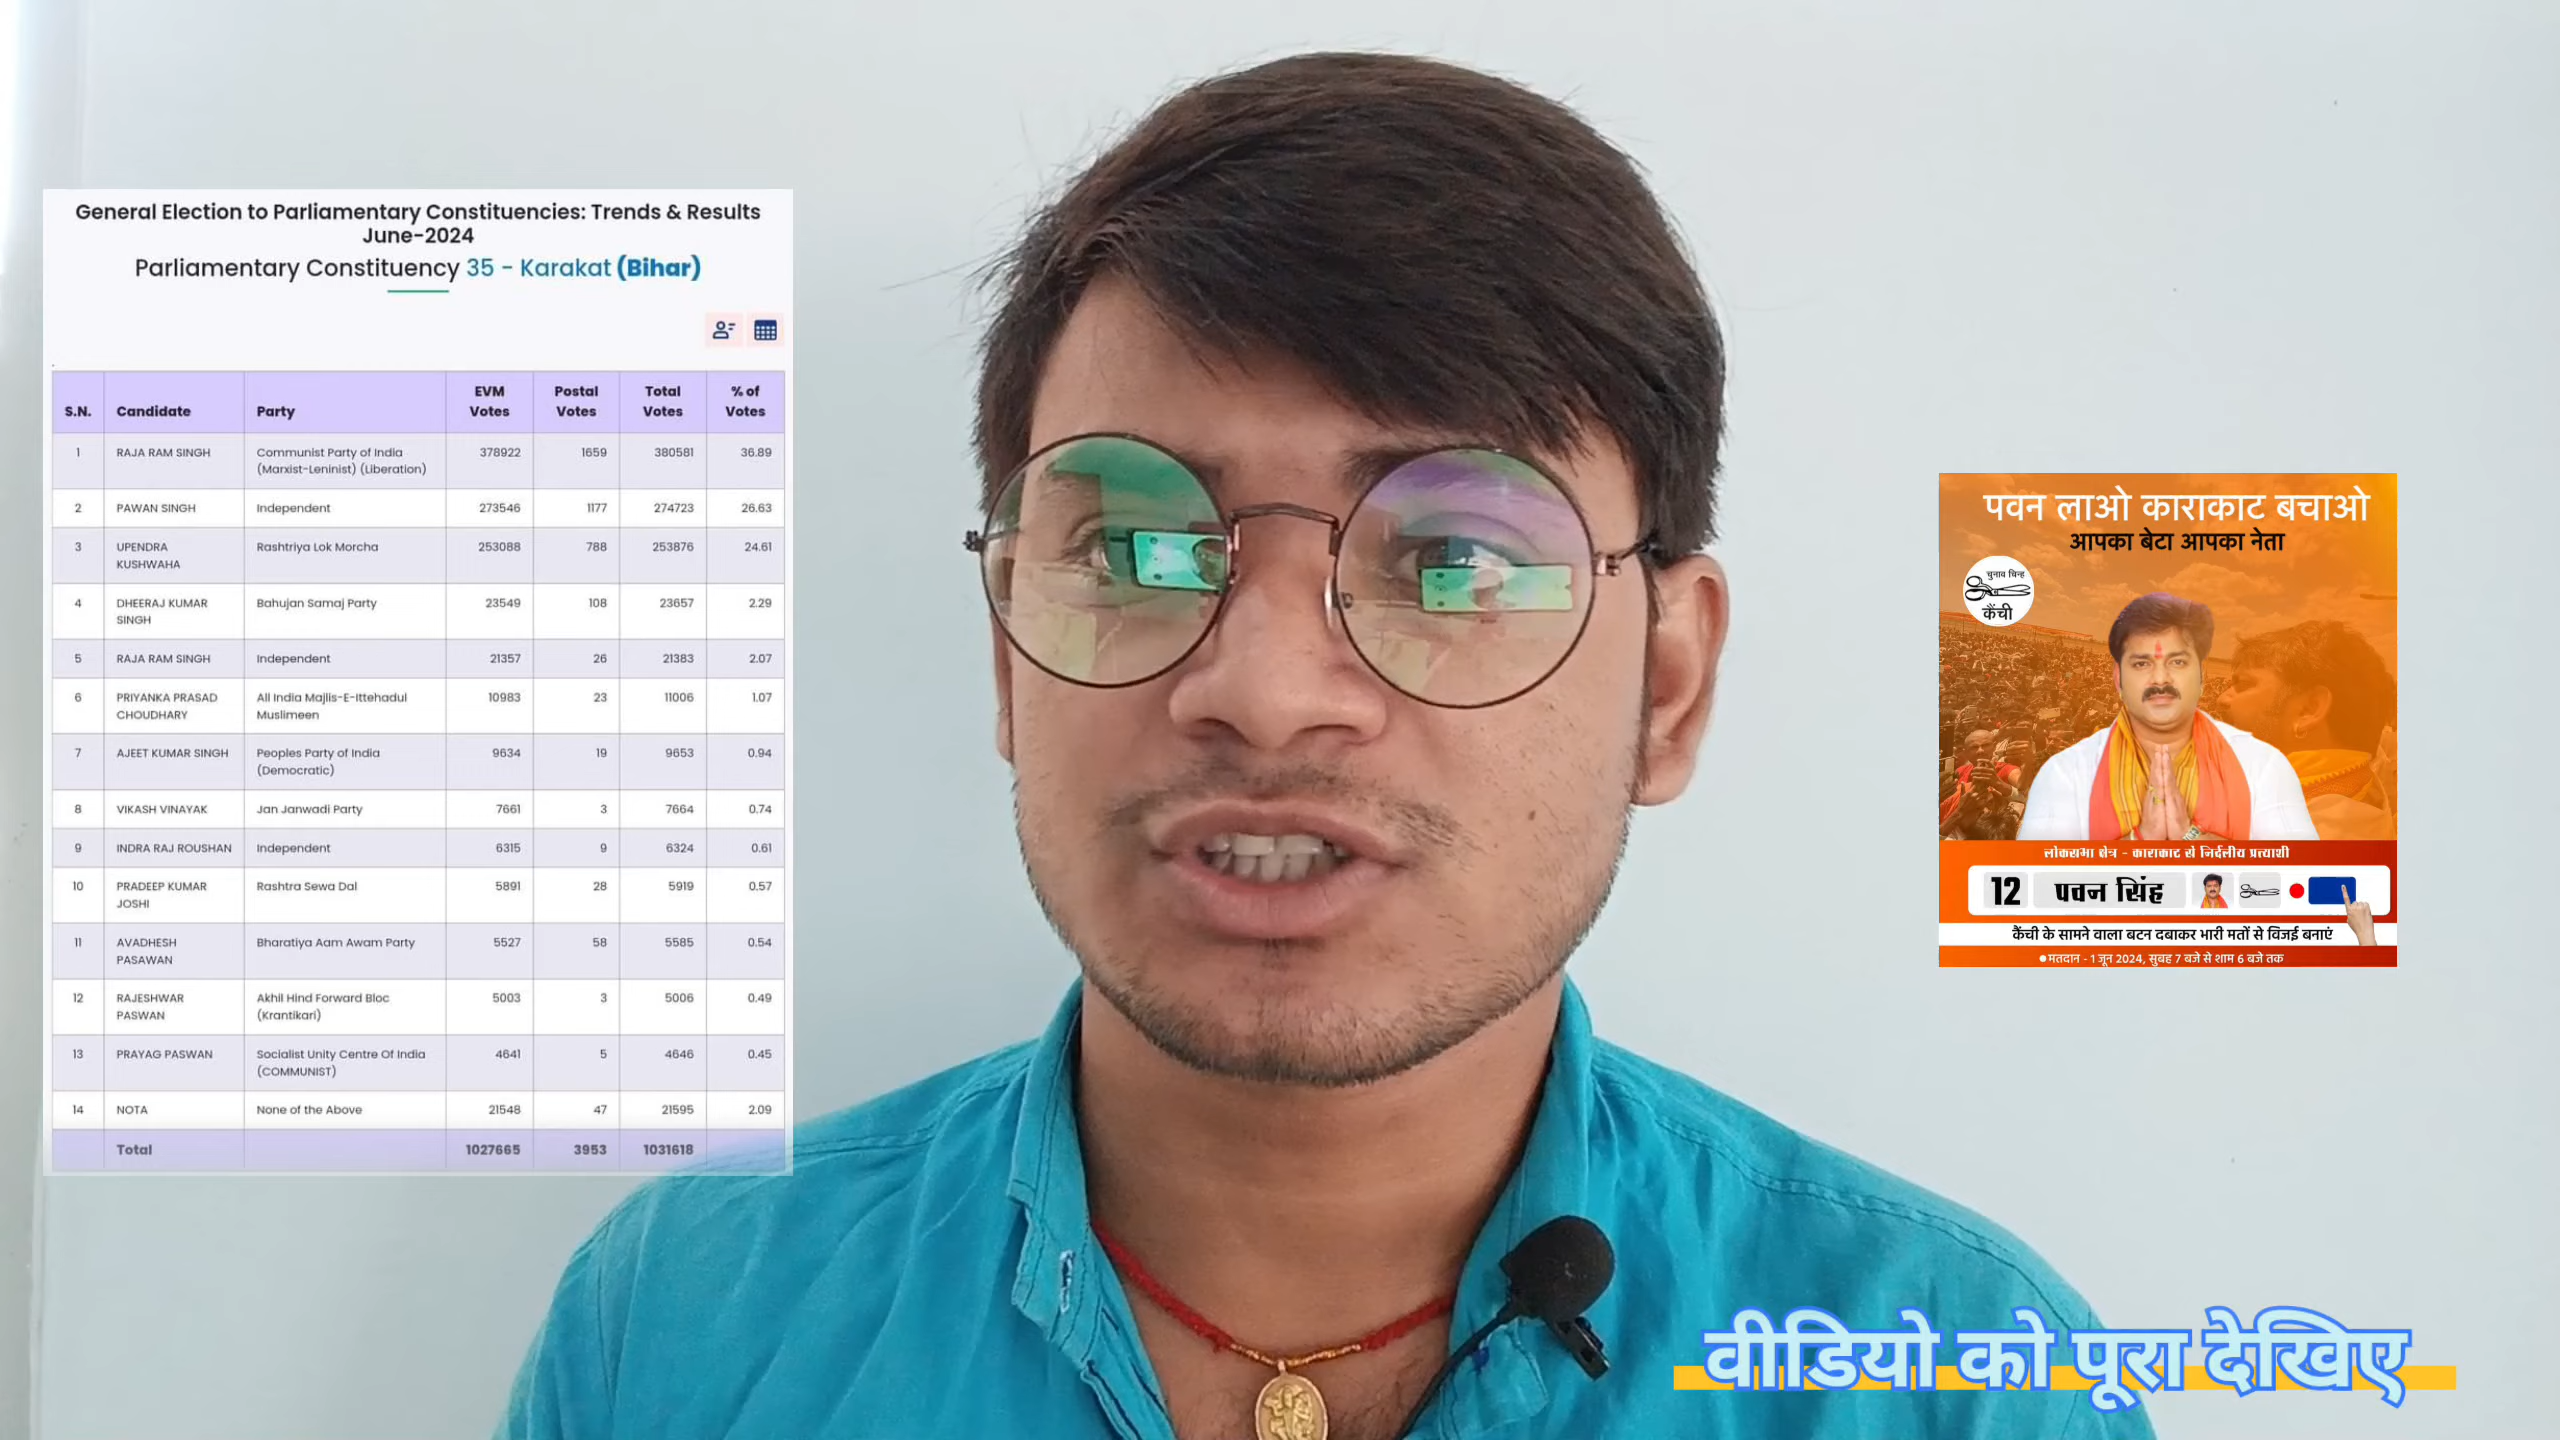 General Election to Parliamentary Constituencies: Trends & Results
June-2024
Parliamentary Constituency 35 - Karakat (Bihar)
S.N. Candidate Party EVM Votes Postal Votes Total Votes % of Votes
1 RAJA RAM SINGH Communist Party of India (Marxist-Leninist) (Liberation) 378922 1659 380581 36.89
2 PAWAN SINGH Independent 273546 1177 274723 26.63
3 UPENDRA KUSHWAHA Rashtriya Lok Morcha 253088 788 253876 24.61
4 DHEERAJ KUMAR SINGH Bahujan Samaj Party 23549 108 23657 2.29
5 RAJA RAM SINGH Independent 21357 26 21383 2.07
6 PRIYANKA PRASAD CHOUDHARY All India Majlis-E-Ittehadul Muslimeen 10983 23 11006 1.07
7 AJEET KUMAR SINGH Peoples Party of India (Democratic) 9634 19 9653 0.94
8 VIKASH VINAYAK Jan Janwadi Party 7661 3 7664 0.74
9 INDRA RAJ ROUSHAN Independent 6315 9 6324 0.61
10 PRADEEP KUMAR JOSHI Rashtra Sewa Dal 5891 28 5919 0.57
11 AVADHESH PASAWAN Bharatiya Aam Awam Party 5527 58 5585 0.54
12 RAJESHWAR PASWAN Akhil Hind Forward Bloc (Krantikari) 5003 3 5006 0.49
13 PRAYAG PASWAN Socialist Unity Centre Of India (COMMUNIST) 4641 5 4646 0.45
14 NOTA None of the Above 21548 47 21595 2.09
Total 1027665 3953 1031618
पवन लाओ काराकाट बचाओ
आपका बेटा आपका नेता
चुनाव चिन्ह
कैंची
लोकसभा क्षेत्र - काराकाट से निर्दलीय प्रत्याशी
12 पवन सिंह
कैंची के सामने वाला बटन दबाकर भारी मतों से विजई बनाएं
●मतदान - 1 जून 2024, सुबह 7 बजे से शाम 6 बजे तक
वीडियो को पूरा देखिए